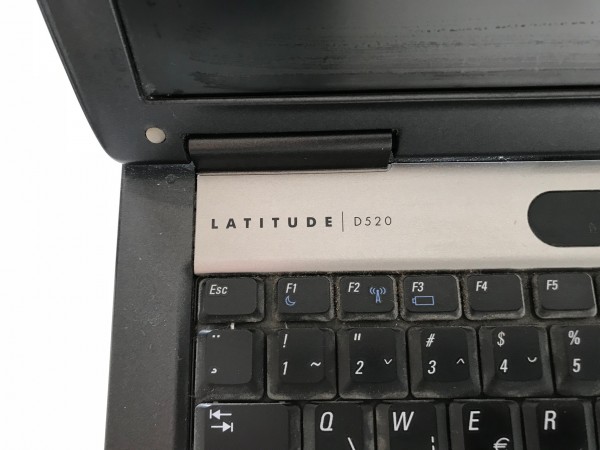 LATITUDE | D520
Esc F1 F2 F3 F4 F5
¨ ! " # $ %
¸ 1 ~ 2 ˇ 3 ^ 4 ˘ 5
Q W E R
\ ¦ €